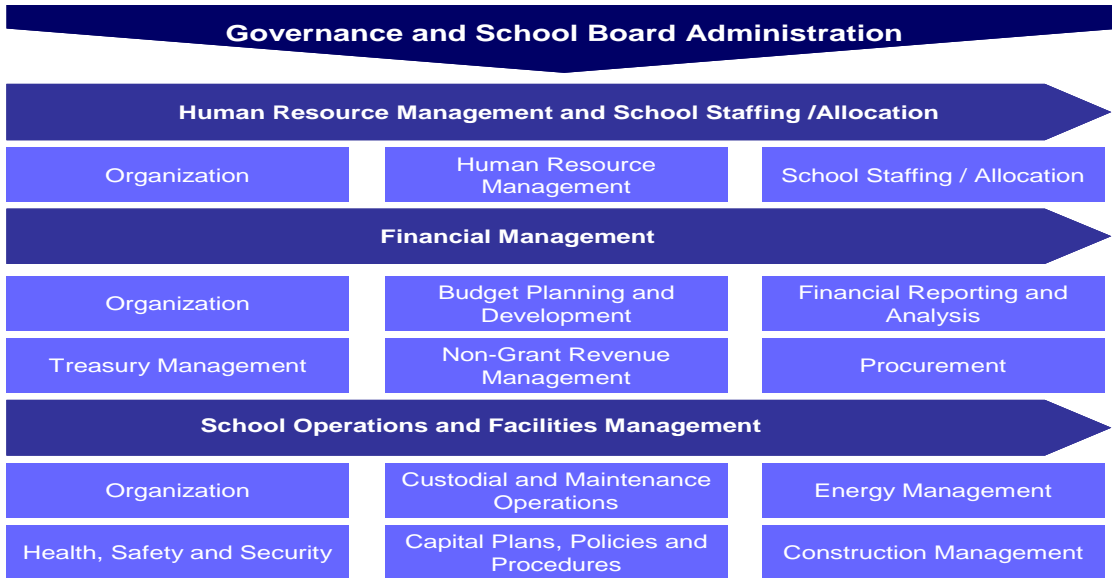 Governance and School Board Administration
Human Resource Management and School Staffing /Allocation
Organization
Human Resource
Management
School Staffing / Allocation
Financial Management
Organization
Budget Planning and
Development
Financial Reporting and
Analysis
Treasury Management
Non-Grant Revenue
Management
Procurement
School Operations and Facilities Management
Organization
Custodial and Maintenance
Operations
Energy Management
Health, Safety and Security
Capital Plans, Policies and
Procedures
Construction Management